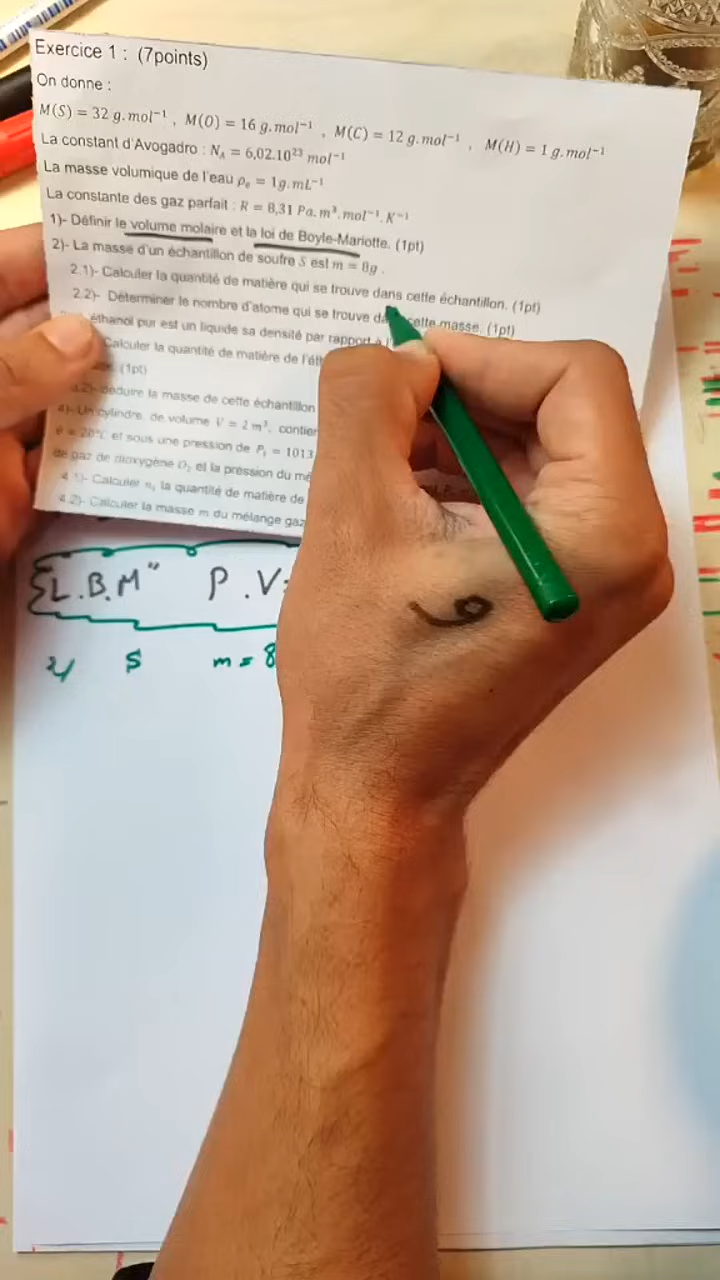 Exercice 1 : (7points)
On donne :
M(S) = 32 g.mol⁻¹ , M(O) = 16 g.mol⁻¹ , M(C) = 12 g.mol⁻¹ , M(H) = 1 g.mol⁻¹
La constant d'Avogadro : N_A = 6,02.10²³ mol⁻¹
La masse volumique de l'eau ρₑ = 1g.mL⁻¹
La constante des gaz parfait : R = 8,31 Pa.m³.mol⁻¹.K⁻¹
1)- Définir le volume molaire et la loi de Boyle-Mariotte. (1pt)
2)- La masse d'un échantillon de soufre S est m = 8g .
2.1)- Calculer la quantité de matière qui se trouve dans cette échantillon. (1pt)
2.2)- Déterminer le nombre d'atome qui se trouve cette masse. (1pt)
éthanol pur est un liquide sa densité par rapport à
Calculer la quantité de matière de
(1pt)
3.2)- déduire la masse de cette échantillon
4)- Un cylindre, de volume V = 2 m³,
et sous une pression de P₁ = 1013
de gaz de dioxygène O₂ et la pression du
4.1)- Calculer n₁ la quantité de matière de
4.2)- Calculer la masse m du mélange
L.B.M" P.V=
2/ S m = 8